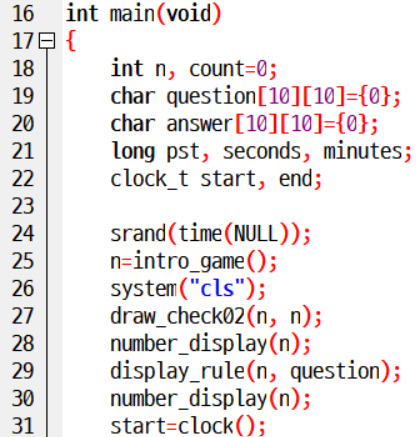 16 int main(void)
17 {
18 int n, count=0;
19 char question[10][10]={0};
20 char answer[10][10]={0};
21 long pst, seconds, minutes;
22 clock_t start, end;
23
24 srand(time(NULL));
25 n=intro_game();
26 system("cls");
27 draw_check02(n, n);
28 number_display(n);
29 display_rule(n, question);
30 number_display(n);
31 start=clock();